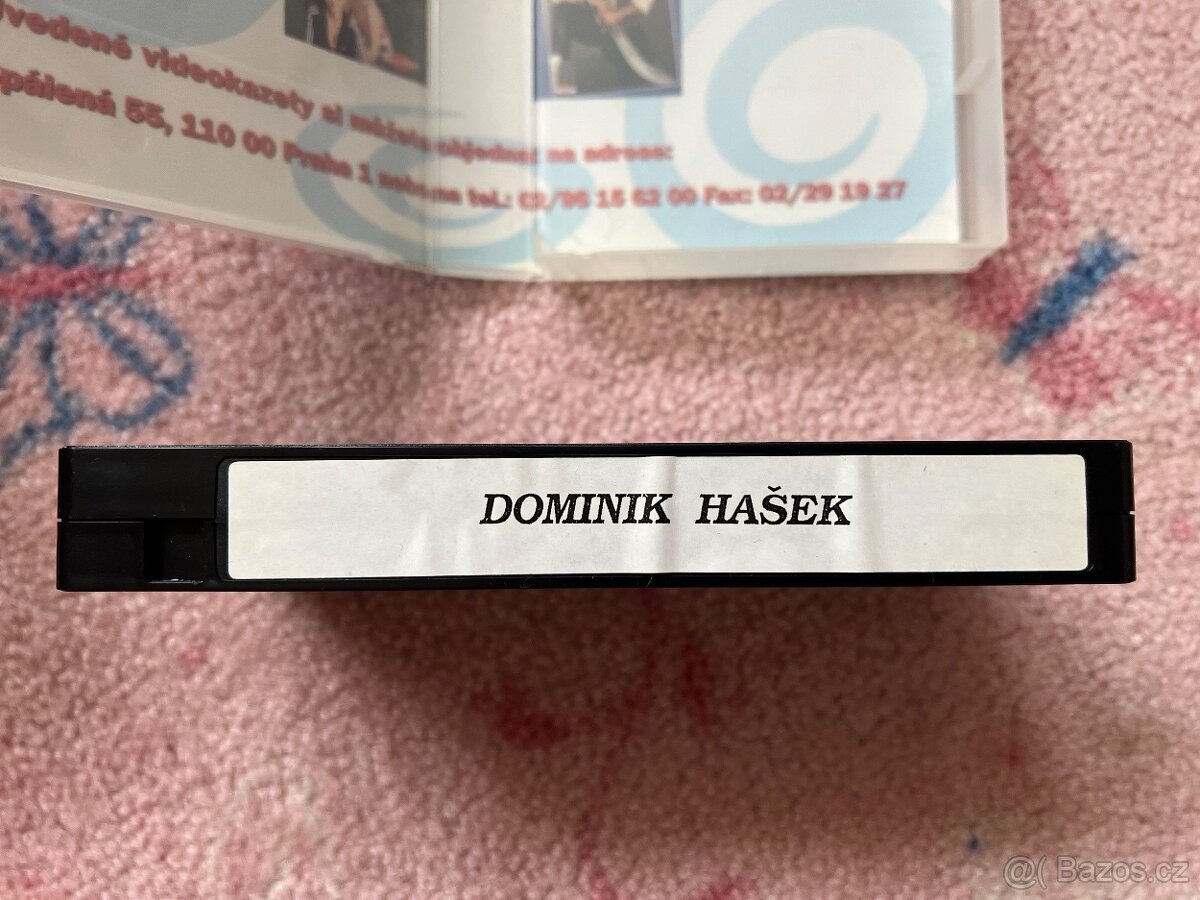 Uvedené videokazety si můžete objednat na adrese:
Spálená 55, 110 00 Praha 1 nebo na tel.: 02/96 15 62 00 Fax: 02/29 19 27
DOMINIK HAŠEK
@( Bazos.cz